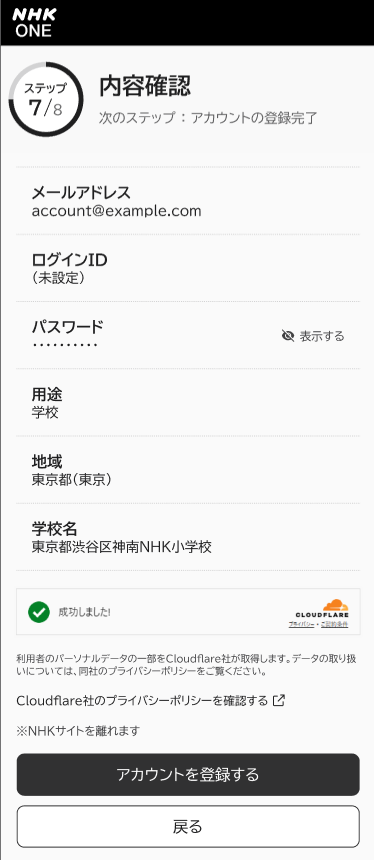 NHK
ONE
ステップ
7/8
内容確認
次のステップ：アカウントの登録完了
メールアドレス
account@example.com
ログインID
（未設定）
パスワード
••••••••••
表示する
用途
学校
地域
東京都（東京）
学校名
東京都渋谷区神南NHK小学校
成功しました!
CLOUDFLARE
プライバシー • ご契約条件
利用者のパーソナルデータの一部をCloudflare社が取得します。データの取り扱
いについては、同社のプライバシーポリシーをご覧ください。
Cloudflare社のプライバシーポリシーを確認する
※NHKサイトを離れます
アカウントを登録する
戻る